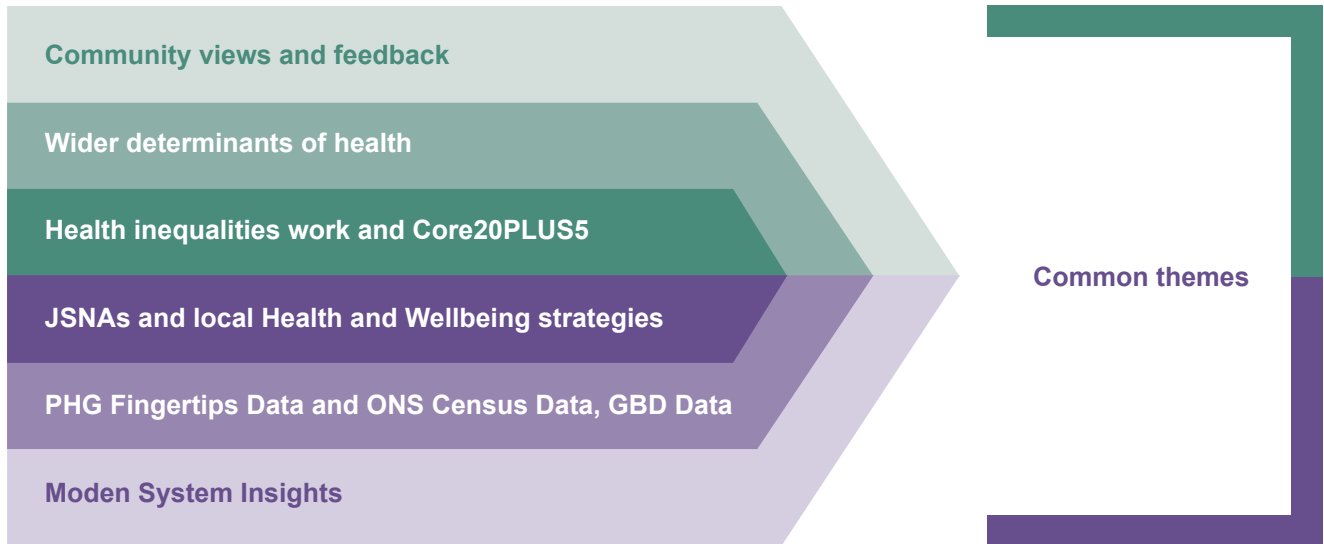 Community views and feedback
Wider determinants of health
Health inequalities work and Core20PLUS5
JSNAs and local Health and Wellbeing strategies
PHG Fingertips Data and ONS Census Data, GBD Data
Moden System Insights
Common themes